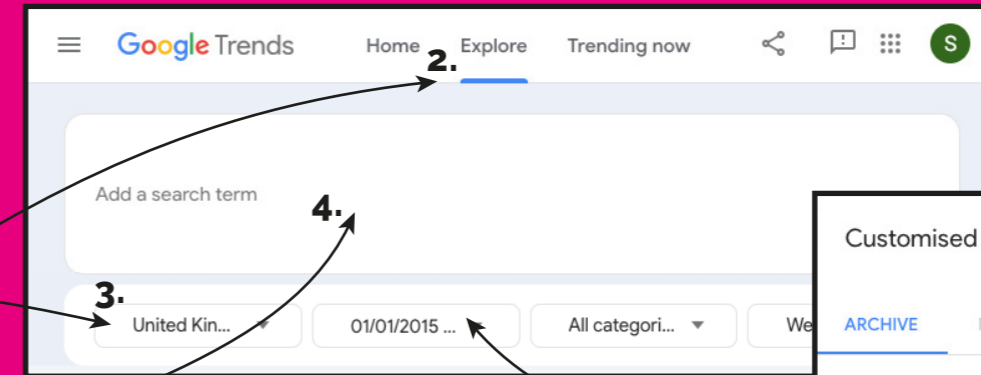 Google Trends Home Explore Trending now S
2.
Add a search term
4.
Customised
3.
United Kin... 01/01/2015 ... All categori... We
ARCHIVE